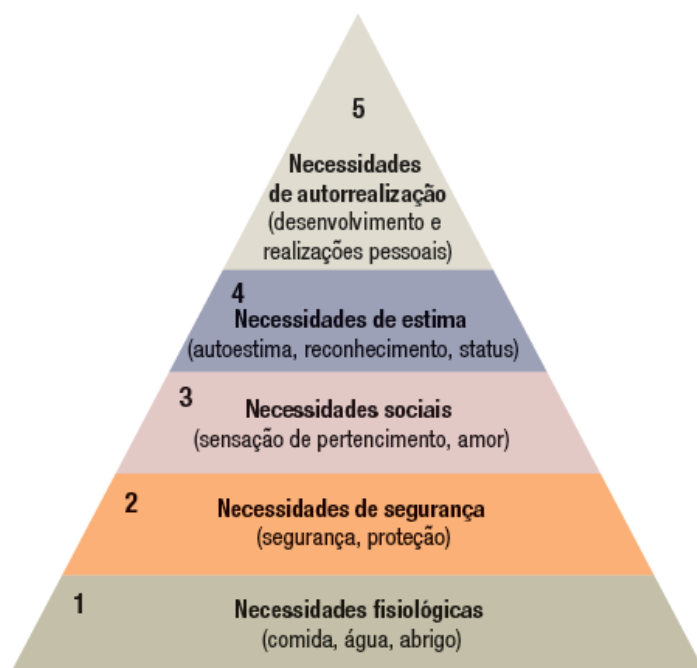 5
Necessidades
de autorrealização
(desenvolvimento e
realizações pessoais)
4
Necessidades de estima
(autoestima, reconhecimento, status)
3
Necessidades sociais
(sensação de pertencimento, amor)
2
Necessidades de segurança
(segurança, proteção)
1
Necessidades fisiológicas
(comida, água, abrigo)